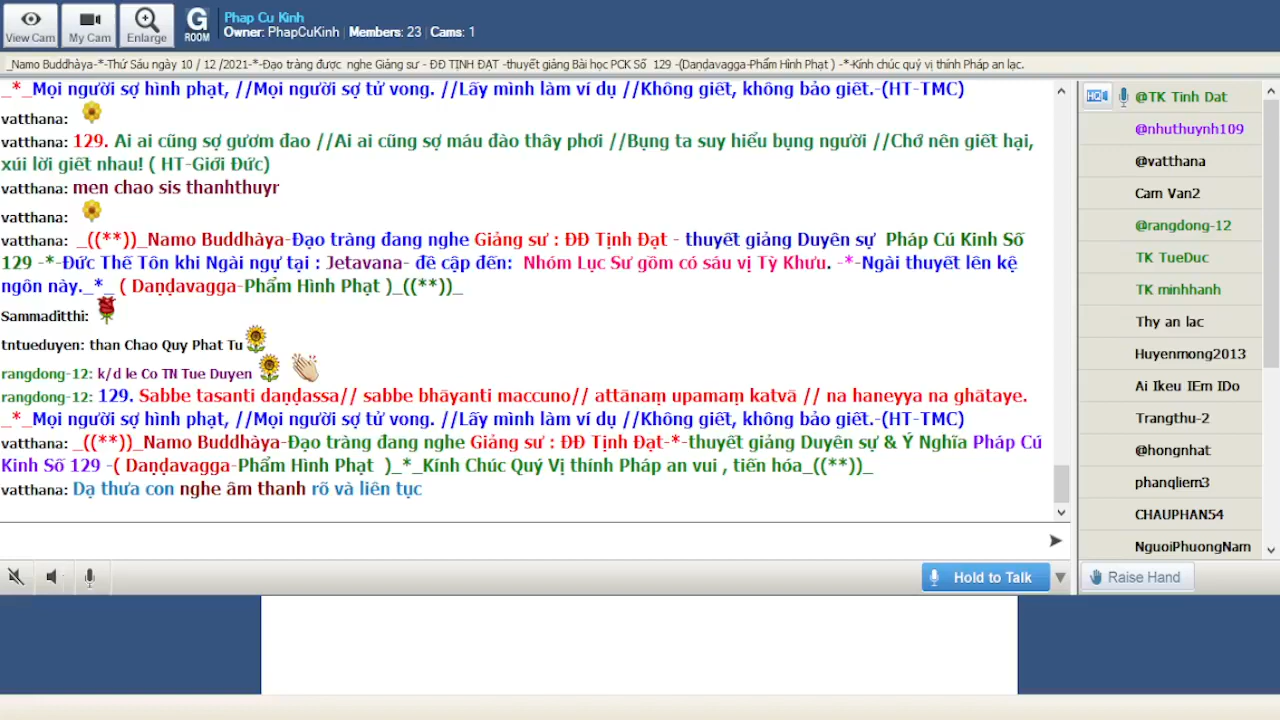 View Cam
My Cam
Enlarge
G
ROOM
Phap Cu Kinh
Owner: PhapCuKinh | Members: 23 | Cams: 1
_Namo Buddhàya-*-Thứ Sáu ngày 10 / 12 /2021-*-Đạo tràng được nghe Giảng sư - ĐĐ TỊNH ĐẠT -thuyết giảng Bài học PCK Số 129 -(Daṇḍavagga-Phẩm Hình Phạt ) -*-Kính chúc quý vị thính Pháp an lạc.
_*_Mọi người sợ hình phạt, //Mọi người sợ tử vong. //Lấy mình làm ví dụ //Không giết, không bảo giết.-(HT-TMC)
vatthana:
vatthana: 129. Ai ai cũng sợ gươm đao //Ai ai cũng sợ máu đào thây phơi //Bụng ta suy hiểu bụng người //Chớ nên giết hại,
xúi lời giết nhau! ( HT-Giới Đức)
vatthana: men chao sis thanhthuyr
vatthana:
vatthana: _((**))_Namo Buddhàya-Đạo tràng đang nghe Giảng sư : ĐĐ Tịnh Đạt - thuyết giảng Duyên sự Pháp Cú Kinh Số
129 -*-Đức Thế Tôn khi Ngài ngự tại : Jetavana- đề cập đến: Nhóm Lục Sư gồm có sáu vị Tỳ Khưu. -*-Ngài thuyết lên kệ
ngôn này._*_ ( Daṇḍavagga-Phẩm Hình Phạt )_((**))_
Sammaditthi:
tntueduyen: than Chao Quy Phat Tu
rangdong-12: k/d le Co TN Tue Duyen
rangdong-12: 129. Sabbe tasanti daṇḍassa// sabbe bhāyanti maccuno// attānaṃ upamaṃ katvā // na haneyya na ghātaye.
_*_Mọi người sợ hình phạt, //Mọi người sợ tử vong. //Lấy mình làm ví dụ //Không giết, không bảo giết.-(HT-TMC)
vatthana: _((**))_Namo Buddhàya-Đạo tràng đang nghe Giảng sư : ĐĐ Tịnh Đạt-*-thuyết giảng Duyên sự & Ý Nghĩa Pháp Cú
Kinh Số 129 -( Daṇḍavagga-Phẩm Hình Phạt )_*_Kính Chúc Quý Vị thính Pháp an vui , tiến hóa_((**))_
vatthana: Dạ thưa con nghe âm thanh rõ và liên tục
HQ
@TK Tinh Dat
@nhuthuynh109
@vatthana
Cam Van2
@rangdong-12
TK TueDuc
TK minhhanh
Thy an lac
Huyenmong2013
Ai Ikeu IEm IDo
Trangthu-2
@hongnhat
phanqliem3
CHAUPHAN54
NguoiPhuongNam
Hold to Talk
Raise Hand